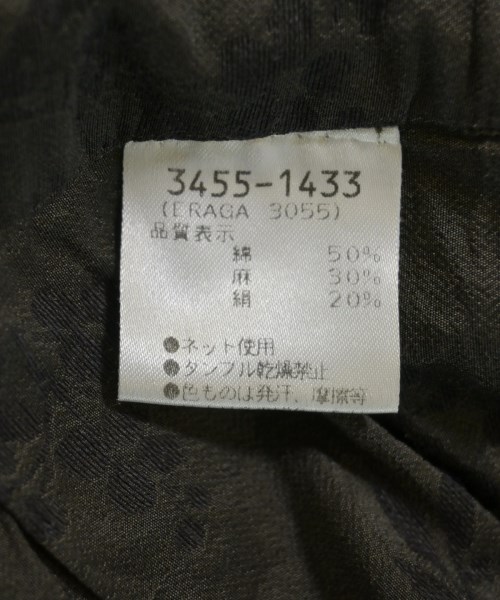 3455-1433
(ERAGA 3055)
品質表示
綿 50%
麻 30%
絹 20%
●ネット使用
●タンブル乾燥禁止
●色ものは発汗、摩擦等